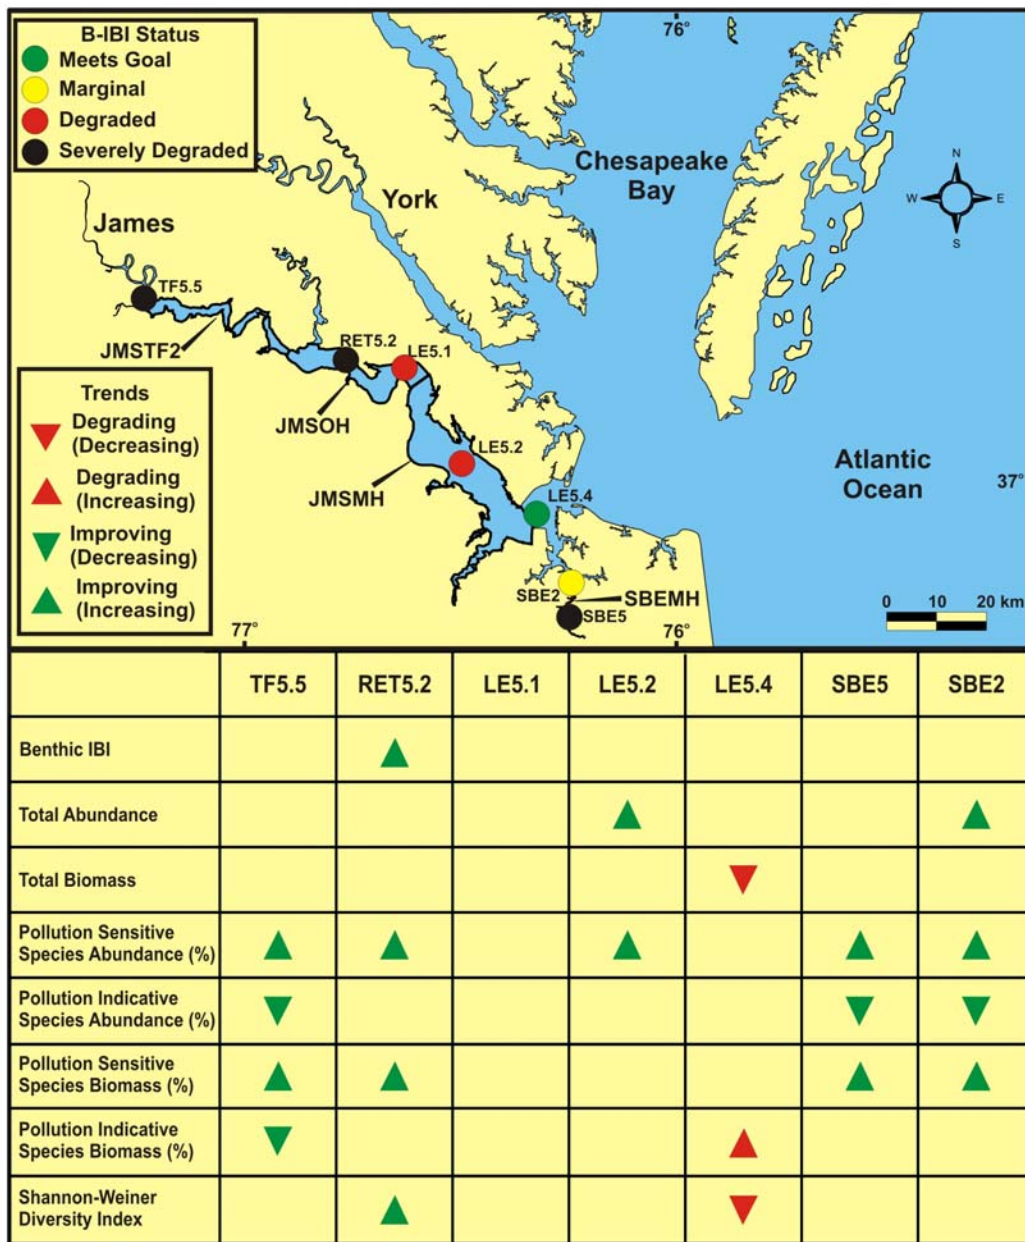 B-IBI Status
Meets Goal
Marginal
Degraded
Severely Degraded
76°
Chesapeake
Bay
York
James
N
W
E
S
TF5.5
JMSTF2
RET5.2
LE5.1
JMSOH
LE5.2
JMSMH
LE5.4
Atlantic
Ocean
37°
Trends
Degrading
(Decreasing)
Degrading
(Increasing)
Improving
(Decreasing)
Improving
(Increasing)
SBE2
SBEMH
SBE5
0 10 20 km
77°
76°
TF5.5 RET5.2 LE5.1 LE5.2 LE5.4 SBE5 SBE2
Benthic IBI
Total Abundance
Total Biomass
Pollution Sensitive
Species Abundance (%)
Pollution Indicative
Species Abundance (%)
Pollution Sensitive
Species Biomass (%)
Pollution Indicative
Species Biomass (%)
Shannon-Weiner
Diversity Index